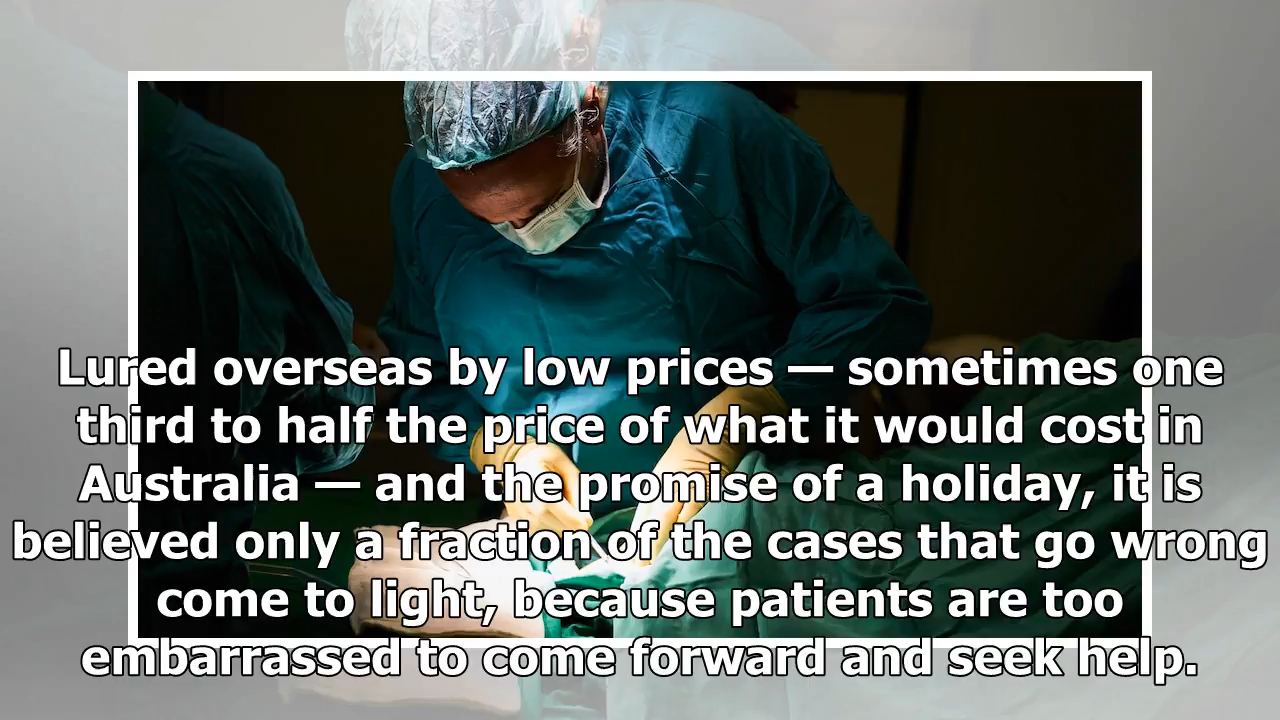 Lured overseas by low prices — sometimes one
third to half the price of what it would cost in
Australia — and the promise of a holiday, it is
believed only a fraction of the cases that go wrong
come to light, because patients are too
embarrassed to come forward and seek help.